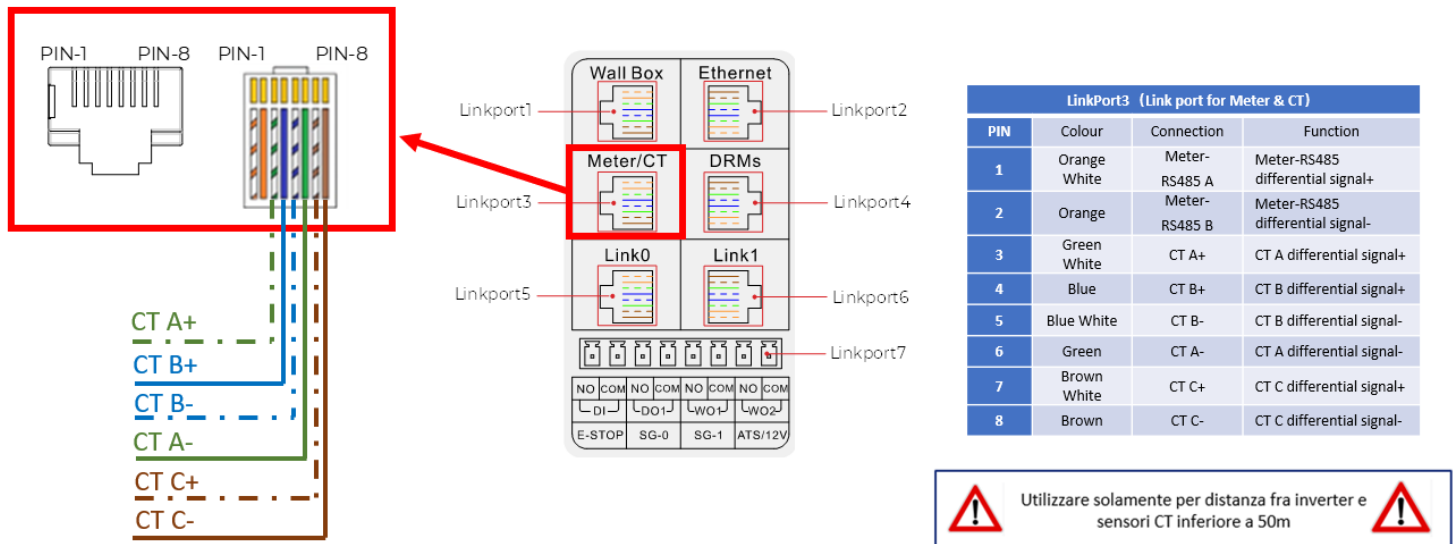 PIN-1 PIN-8 PIN-1 PIN-8
CT A+
CT B+
CT B-
CT A-
CT C+
CT C-
Wall Box Ethernet
Linkport1 Linkport2
Meter/CT DRMs
Linkport3 Linkport4
Link0 Link1
Linkport5 Linkport6
Linkport7
NO COM NO COM NO COM NO COM
DI DO1 WO1 WO2
E-STOP SG-0 SG-1 ATS/12V
LinkPort3 (Link port for Meter & CT)
PIN Colour Connection Function
1 Orange White Meter-RS485 A Meter-RS485 differential signal+
2 Orange Meter-RS485 B Meter-RS485 differential signal-
3 Green White CT A+ CT A differential signal+
4 Blue CT B+ CT B differential signal+
5 Blue White CT B- CT B differential signal-
6 Green CT A- CT A differential signal-
7 Brown White CT C+ CT C differential signal+
8 Brown CT C- CT C differential signal-
Utilizzare solamente per distanza fra inverter e
sensori CT inferiore a 50m